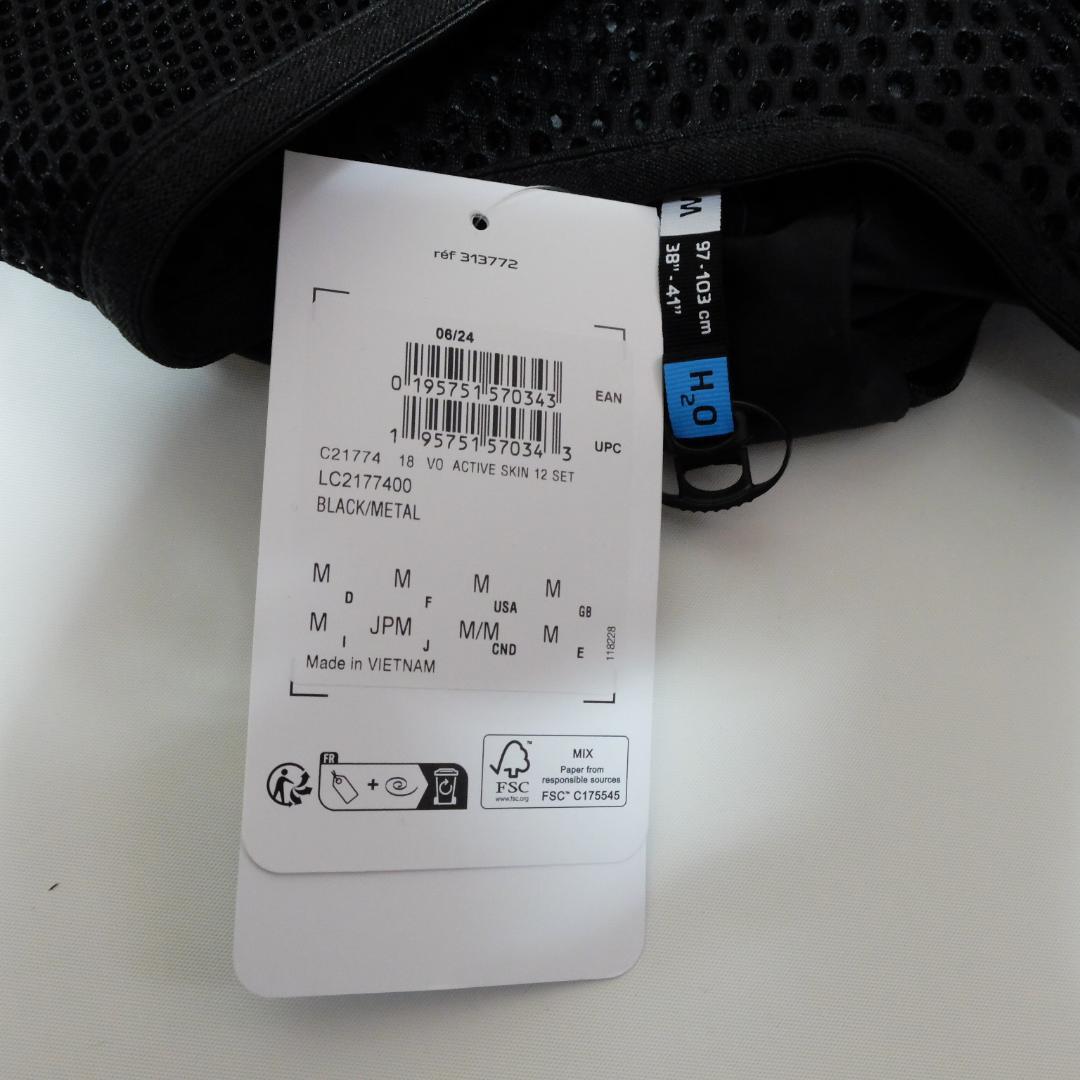 réf 313772
06/24
0 195751 570343
EAN
1 95751 57034 3
UPC
C21774 18 V0 ACTIVE SKIN 12 SET
LC2177400
BLACK/METAL
M D M F M USA M GB
M I JPM J M/M CND M E
118228
Made in VIETNAM
FR
+
FSC™
www.fsc.org
MIX
Paper from
responsible sources
FSC™ C175545
M
97-103 cm
38"- 41"
H₂O